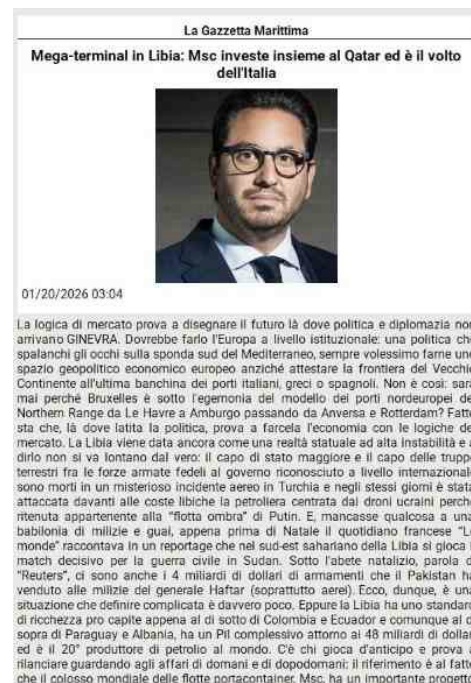 La Gazzetta Marittima
Mega-terminal in Libia: Msc investe insieme al Qatar ed è il volto
dell'Italia
01/20/2026 03:04
La logica di mercato prova a disegnare il futuro là dove politica e diplomazia non
arrivano GINEVRA. Dovrebbe farlo l'Europa a livello istituzionale: una politica che
spalanchi gli occhi sulla sponda sud del Mediterraneo, sempre volessimo farne uno
spazio geopolitico economico europeo anziché attestare la frontiera del Vecchio
Continente all'ultima banchina dei porti italiani, greci o spagnoli. Non è così: sarà
mai perché Bruxelles è sotto l'egemonia del modello dei porti nordeuropei del
Northern Range da Le Havre a Amburgo passando da Anversa e Rotterdam? Fatto
sta che, là dove latita la politica, prova a farcela l'economia con le logiche del
mercato. La Libia viene data ancora come una realtà statuale ad alta instabilità e a
dirlo non si va lontano dal vero: il capo di stato maggiore e il capo delle truppe
terrestri fra le forze armate fedeli al governo riconosciuto a livello internazionale
sono morti in un misterioso incidente aereo in Turchia e negli stessi giorni è stata
attaccata davanti alle coste libiche la petroliera centrata dai droni ucraini perché
ritenuta appartenente alla "flotta ombra" di Putin. E, mancasse qualcosa a una
babilonia di milizie e guai, appena prima di Natale il quotidiano francese "Le
monde" raccontava in un reportage che nel sud-est sahariano della Libia si gioca il
match decisivo per la guerra civile in Sudan. Sotto l'abete natalizio, parola di
"Reuters", ci sono anche i 4 miliardi di dollari di armamenti che il Pakistan ha
venduto alle milizie del generale Haftar (soprattutto aerei). Ecco, dunque, è una
situazione che definire complicata è davvero poco. Eppure la Libia ha uno standard
di ricchezza pro capite appena al di sotto di Colombia e Ecuador e comunque al di
sopra di Paraguay e Albania, ha un Pil complessivo attorno ai 48 miliardi di dollari
ed è il 20° produttore di petrolio al mondo. C'è chi gioca d'anticipo e prova a
rilanciare guardando agli affari di domani e di dopodomani: il riferimento è al fatto
che il colosso mondiale delle flotte portacontainer, Msc, ha un importante progetto